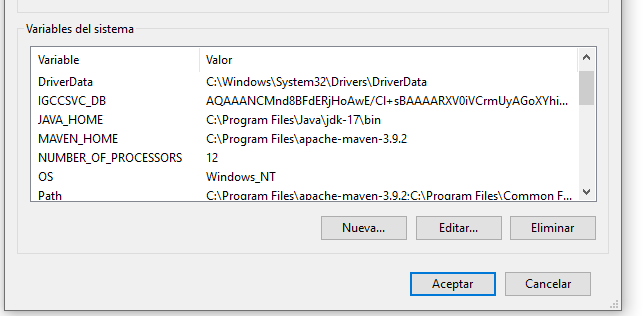 Variables del sistema
Variable Valor
DriverData C:\Windows\System32\Drivers\DriverData
IGCCSVC_DB AQAAANCMnd8BFdERjHoAwE/Cl+sBAAAARXV0iVCrmUyAGoXYhi...
JAVA_HOME C:\Program Files\Java\jdk-17\bin
MAVEN_HOME C:\Program Files\apache-maven-3.9.2
NUMBER_OF_PROCESSORS 12
OS Windows_NT
Path C:\Program Files\apache-maven-3.9.2;C:\Program Files\Common F...
Nueva... Editar... Eliminar
Aceptar Cancelar